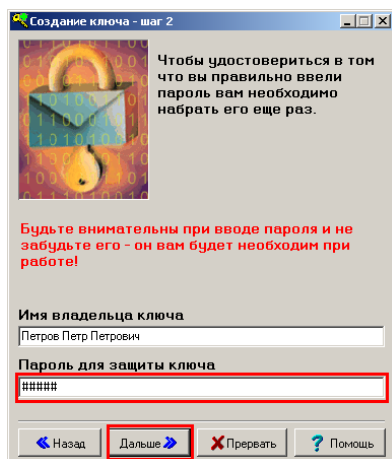 Создание ключа - шаг 2
Чтобы удостовериться в том
что вы правильно ввели
пароль вам необходимо
набрать его еще раз.
Будьте внимательны при вводе пароля и не
забудьте его - он вам будет необходим при
работе!
Имя владельца ключа
Петров Петр Петрович
Пароль для защиты ключа
#####
Назад Дальше Прервать Помощь